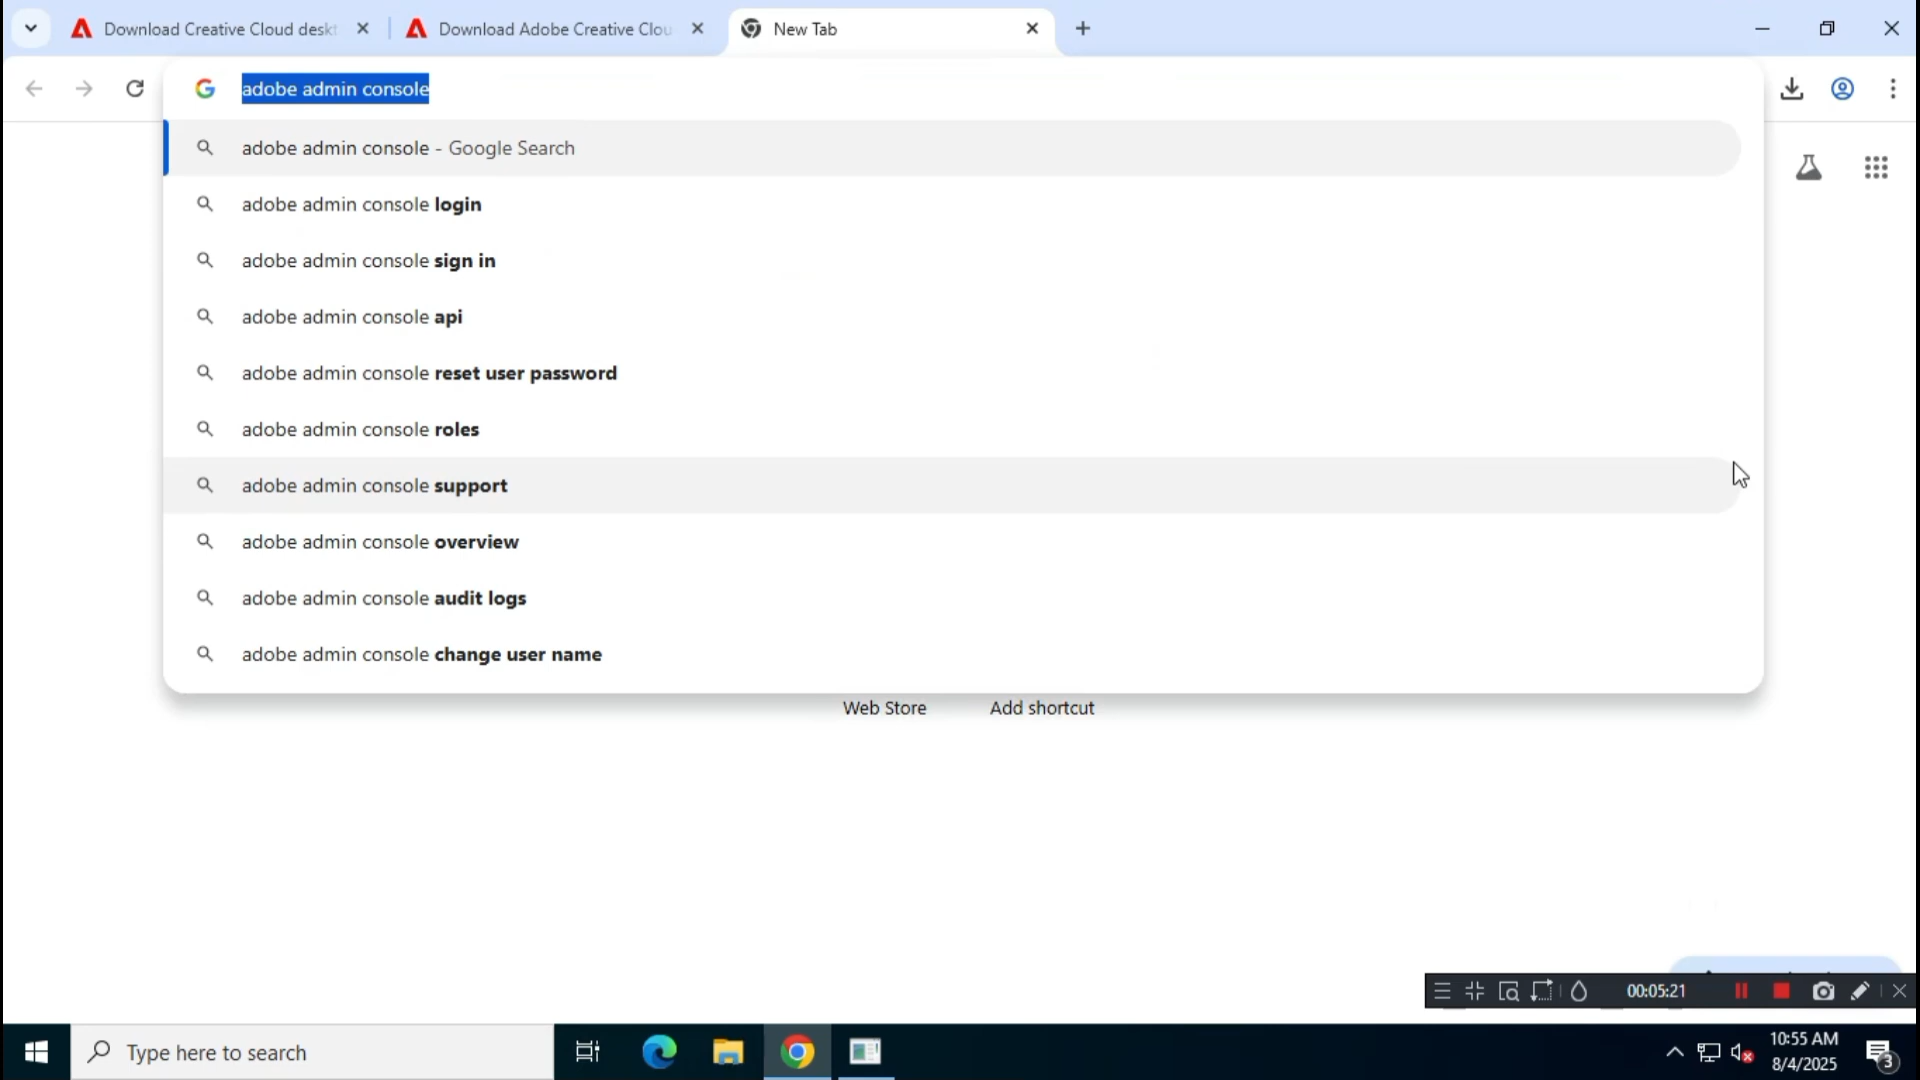 Download Creative Cloud deskt
Download Adobe Creative Clou
New Tab
adobe admin console
adobe admin console - Google Search
adobe admin console login
adobe admin console sign in
adobe admin console api
adobe admin console reset user password
adobe admin console roles
adobe admin console support
adobe admin console overview
adobe admin console audit logs
adobe admin console change user name
Web Store
Add shortcut
00:05:21
Type here to search
10:55 AM
8/4/2025
3